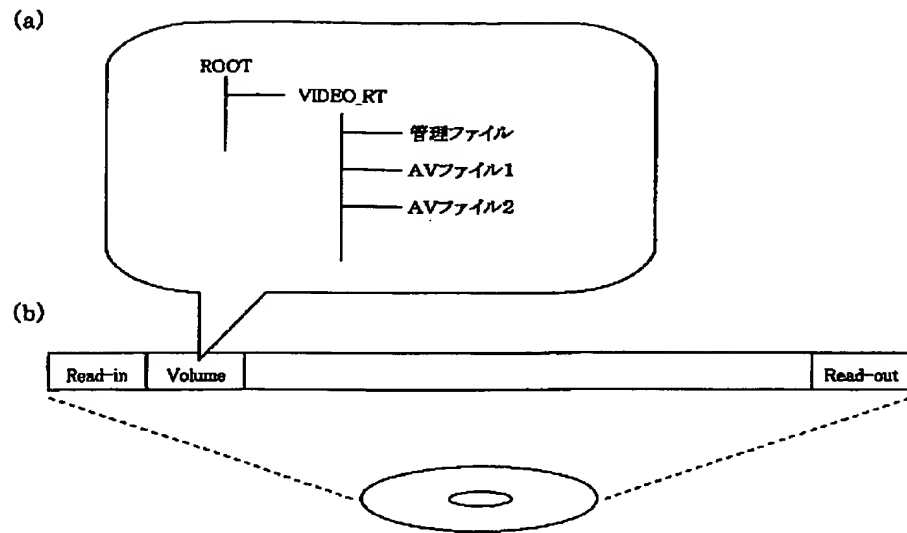 (a)
ROOT
VIDEO_RT
管理ファイル
AVファイル1
AVファイル2
(b)
Read-in Volume Read-out